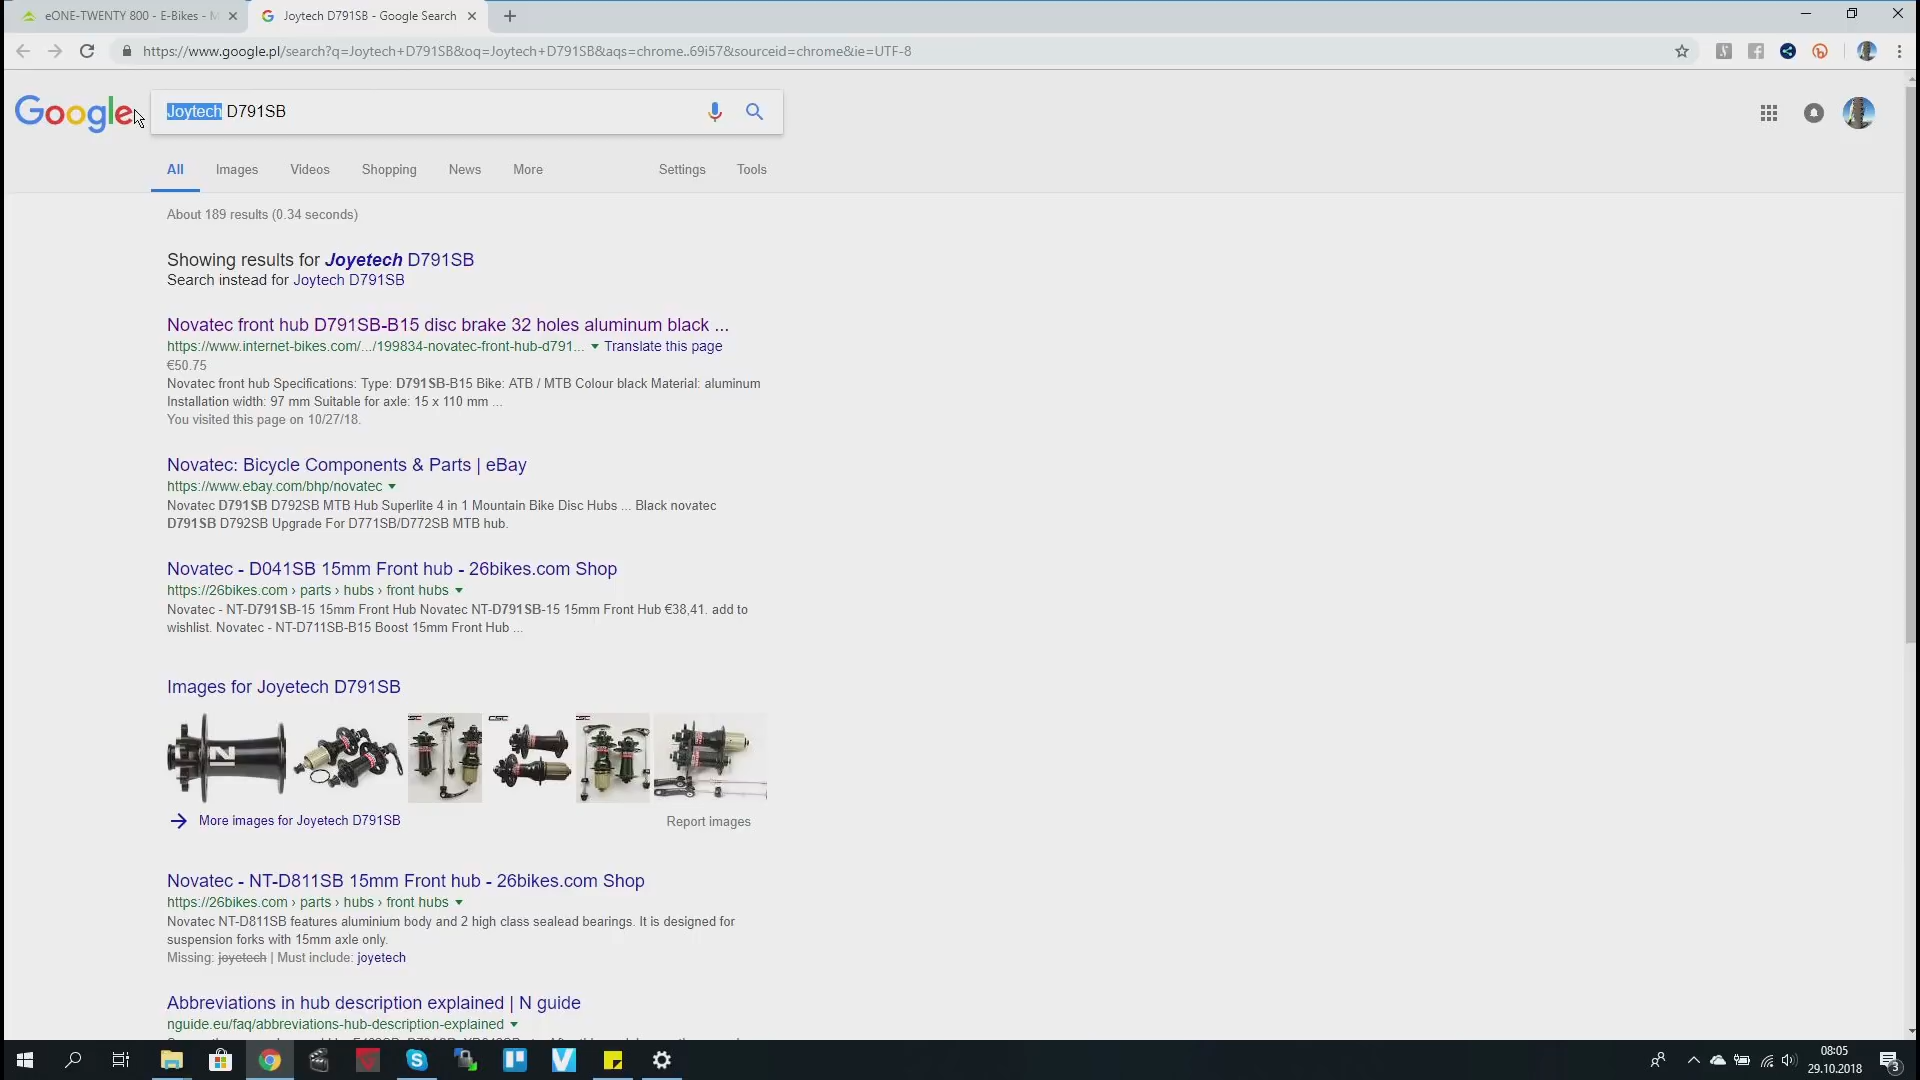 eONE-TWENTY 800 - E-Bikes - M
Joytech D791SB - Google Search
https://www.google.pl/search?q=Joytech+D791SB&oq=Joytech+D791SB&aqs=chrome..69i57&sourceid=chrome&ie=UTF-8
Google
Joytech D791SB
All Images Videos Shopping News More Settings Tools
About 189 results (0.34 seconds)
Showing results for Joyetech D791SB
Search instead for Joytech D791SB
Novatec front hub D791SB-B15 disc brake 32 holes aluminum black ...
https://www.internet-bikes.com/.../199834-novatec-front-hub-d791... Translate this page
€50.75
Novatec front hub Specifications: Type: D791SB-B15 Bike: ATB / MTB Colour black Material: aluminum
Installation width: 97 mm Suitable for axle: 15 x 110 mm ...
You visited this page on 10/27/18.
Novatec: Bicycle Components & Parts | eBay
https://www.ebay.com/bhp/novatec
Novatec D791SB D792SB MTB Hub Superlite 4 in 1 Mountain Bike Disc Hubs ... Black novatec
D791SB D792SB Upgrade For D771SB/D772SB MTB hub.
Novatec - D041SB 15mm Front hub - 26bikes.com Shop
https://26bikes.com › parts › hubs › front hubs
Novatec - NT-D791SB-15 15mm Front Hub Novatec NT-D791SB-15 15mm Front Hub €38,41. add to
wishlist. Novatec - NT-D711SB-B15 Boost 15mm Front Hub ...
Images for Joyetech D791SB
More images for Joyetech D791SB
Report images
Novatec - NT-D811SB 15mm Front hub - 26bikes.com Shop
https://26bikes.com › parts › hubs › front hubs
Novatec NT-D811SB features aluminium body and 2 high class sealead bearings. It is designed for
suspension forks with 15mm axle only.
Missing: joyetech | Must include: joyetech
Abbreviations in hub description explained | N guide
nguide.eu/faq/abbreviations-hub-description-explained
08:05
29.10.2018
3